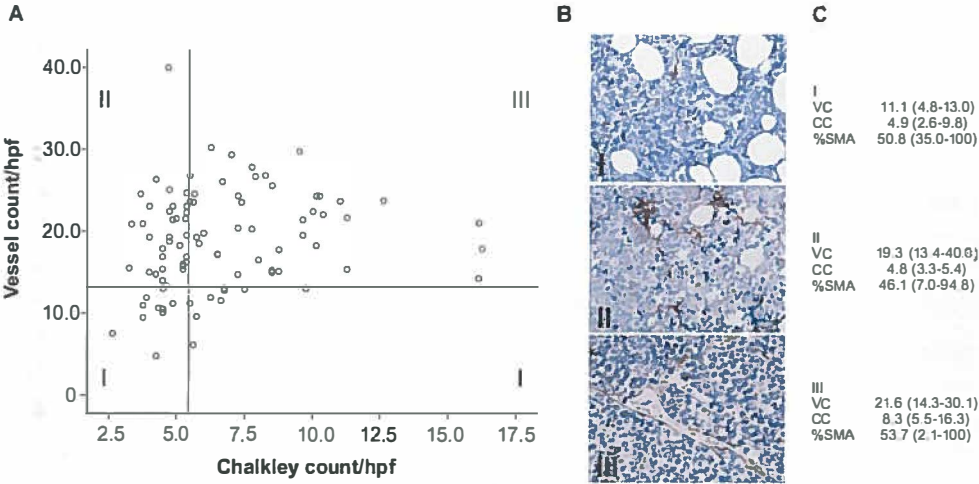 A
B
C
Vessel count/hpf
40.0
30.0
20.0
10.0
0
II
III
I
I
2.5
5.0
7.5
10.0
12.5
15.0
17.5
Chalkley count/hpf
I
II
III
I
VC 11.1 (4.8-13.0)
CC 4.9 (2.6-9.8)
%SMA 50.8 (35.0-100)
II
VC 19.3 (13.4-40.0)
CC 4.8 (3.3-5.4)
%SMA 46.1 (7.0-94.8)
III
VC 21.6 (14.3-30.1)
CC 8.3 (5.5-16.3)
%SMA 53.7 (2.1-100)